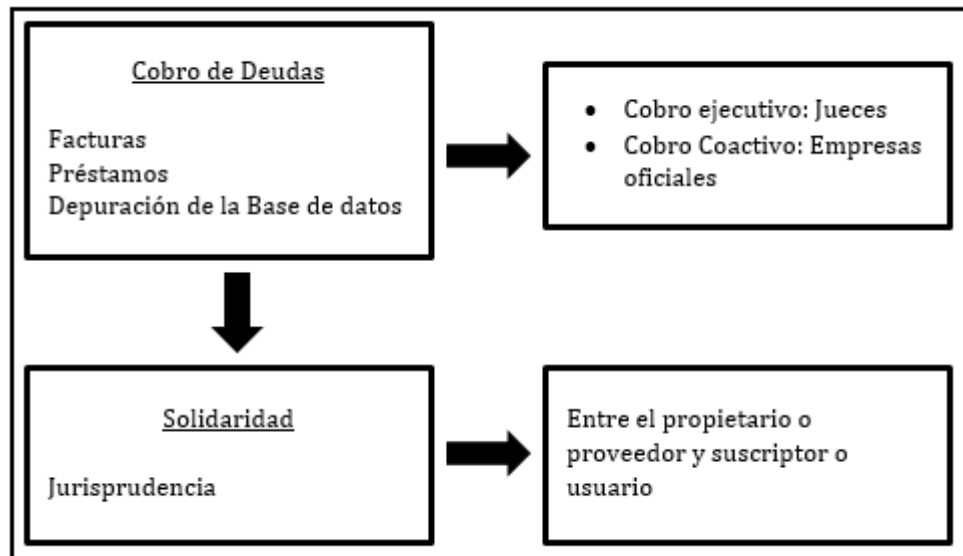 Cobro de Deudas
Facturas
Préstamos
Depuración de la Base de datos
• Cobro ejecutivo: Jueces
• Cobro Coactivo: Empresas
oficiales
Solidaridad
Jurisprudencia
Entre el propietario o
proveedor y suscriptor o
usuario